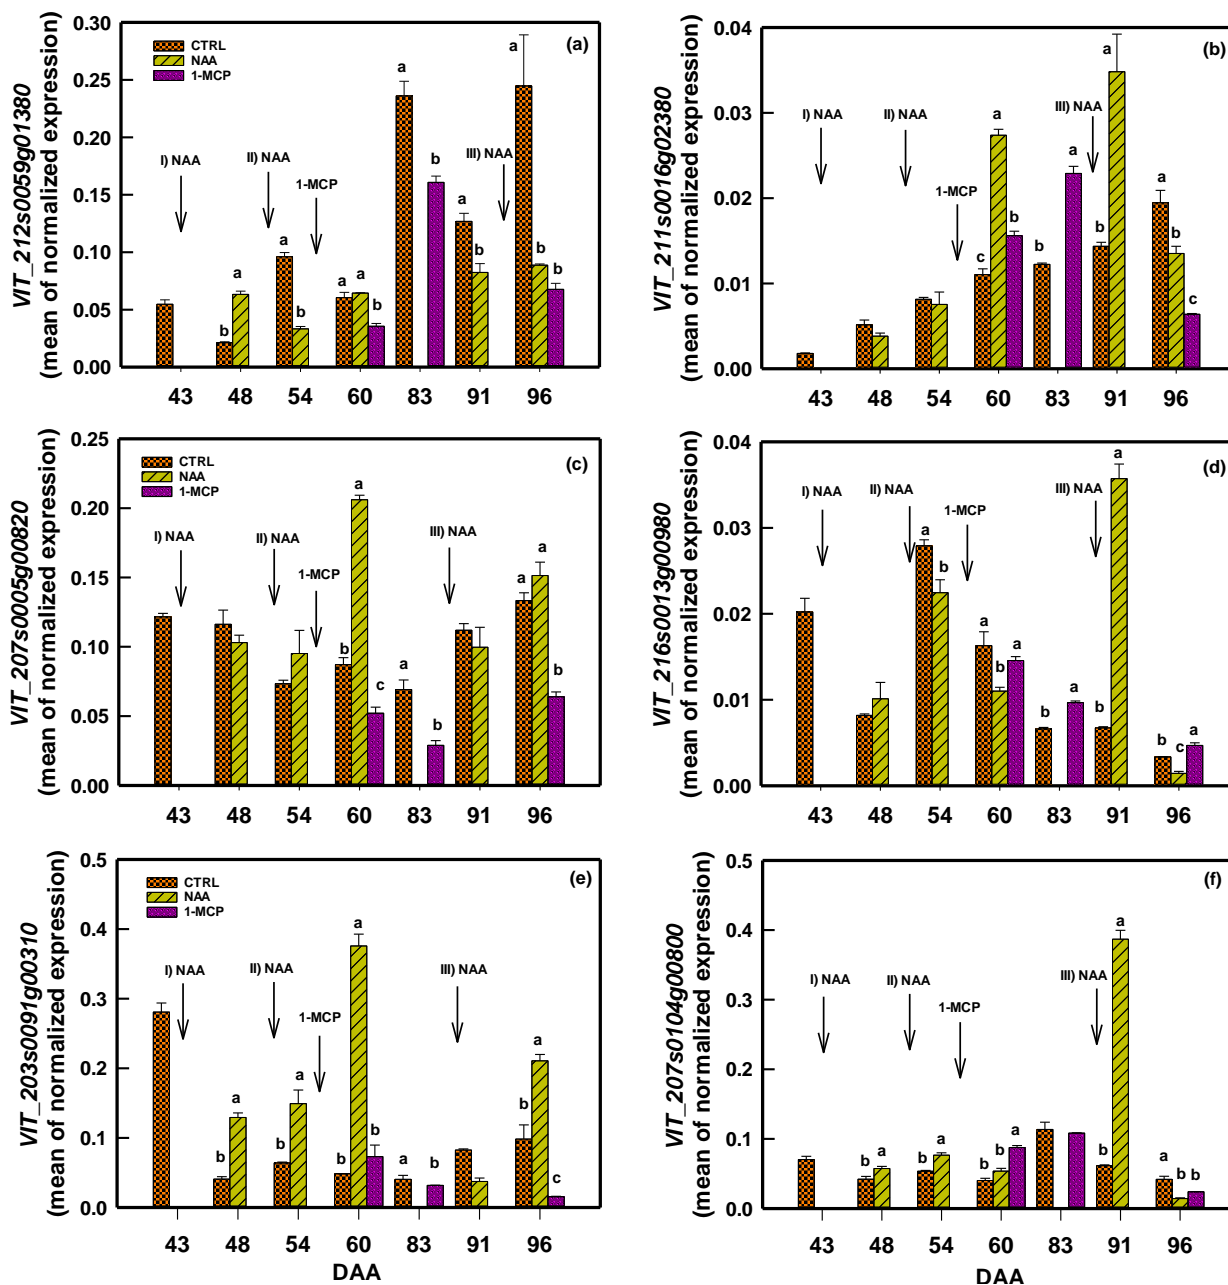 VIT_212s0059g01380
(mean of normalized expression)
0.30
0.25
0.20
0.15
0.10
0.05
0.00
CTRL
NAA
1-MCP
(a)
I) NAA
II) NAA
1-MCP
III) NAA
b
a
a
b
a
a
b
a
b
a
b
a
b
b
43 48 54 60 83 91 96
VIT_211s0016g02380
(mean of normalized expression)
0.04
0.03
0.02
0.01
0.00
(b)
I) NAA
II) NAA
1-MCP
III) NAA
c
a
b
b
a
b
a
a
b
c
43 48 54 60 83 91 96
VIT_207s0005g00820
(mean of normalized expression)
0.25
0.20
0.15
0.10
0.05
0.00
CTRL
NAA
1-MCP
(c)
I) NAA
II) NAA
1-MCP
III) NAA
b
a
c
a
b
a
a
b
43 48 54 60 83 91 96
VIT_216s0013g00980
(mean of normalized expression)
0.04
0.03
0.02
0.01
0.00
(d)
I) NAA
II) NAA
1-MCP
III) NAA
a
b
a
b
a
b
a
b
a
b
c
a
43 48 54 60 83 91 96
VIT_203s0091g00310
(mean of normalized expression)
0.5
0.4
0.3
0.2
0.1
0.0
CTRL
NAA
1-MCP
(e)
I) NAA
II) NAA
1-MCP
III) NAA
b
a
b
a
b
a
b
a
b
b
a
c
43 48 54 60 83 91 96
DAA
VIT_207s0104g00800
(mean of normalized expression)
0.5
0.4
0.3
0.2
0.1
0.0
(f)
I) NAA
II) NAA
1-MCP
III) NAA
b
a
b
a
b
b
a
b
a
a
b
b
43 48 54 60 83 91 96
DAA